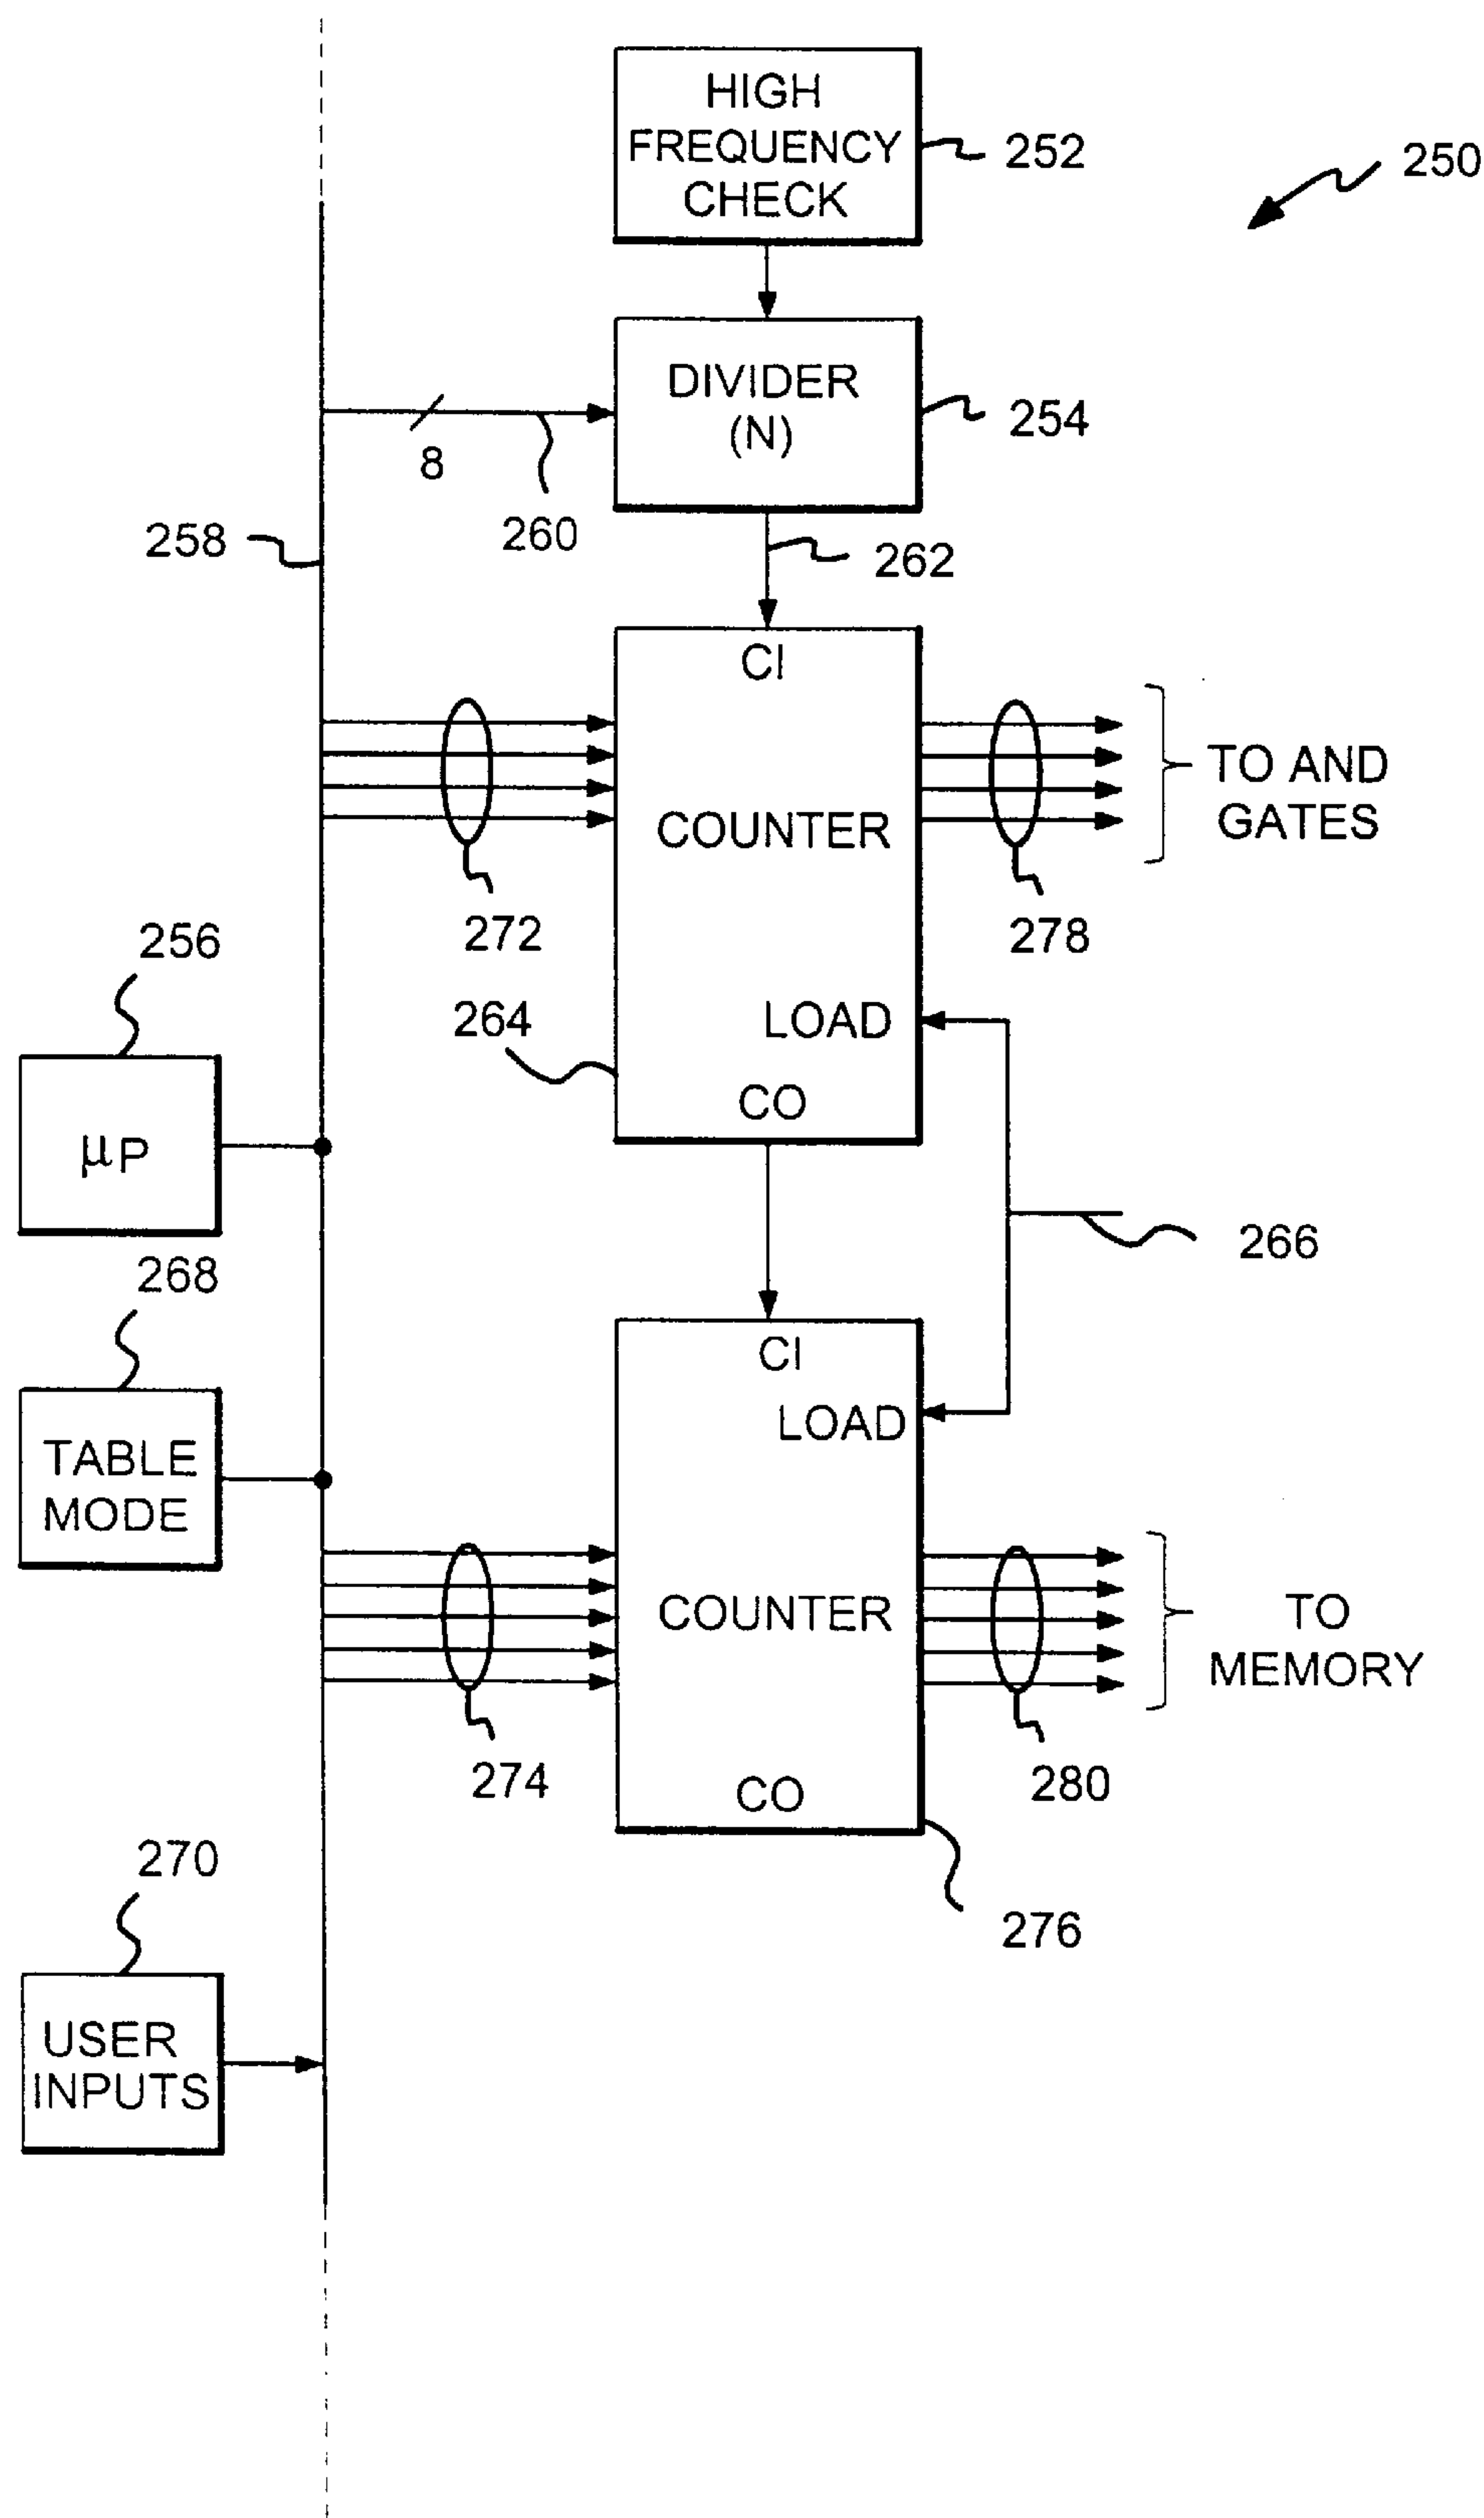 HIGH
FREQUENCY
CHECK
252
250
DIVIDER
(N)
254
8
260
258
262
CI
COUNTER
TO AND
GATES
272
278
256
264
LOAD
CO
μP
266
268
CI
LOAD
TABLE
MODE
COUNTER
TO
MEMORY
274
280
CO
270
276
USER
INPUTS